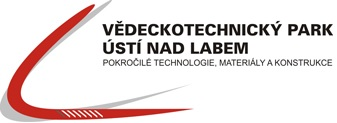 VĚDECKOTECHNICKÝ PARK
ÚSTÍ NAD LABEM
POKROČILÉ TECHNOLOGIE, MATERIÁLY A KONSTRUKCE